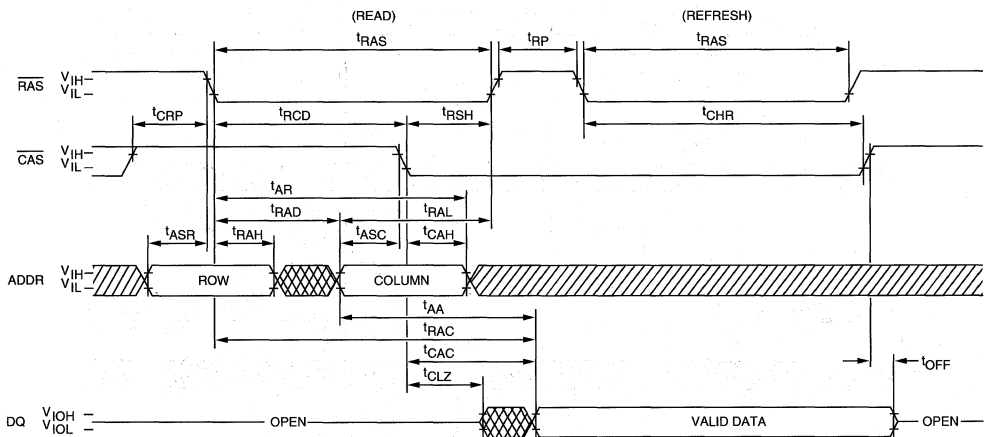 (READ) (REFRESH)
tRAS tRP tRAS
RAS VIH VIL
tCRP tRCD tRSH tCHR
CAS VIH VIL
tAR
tRAD tRAL
tASR tRAH tASC tCAH
ADDR VIH VIL ROW COLUMN
tAA
tRAC
tCAC
tOFF
tCLZ
DQ VIOH VIOL OPEN VALID DATA OPEN